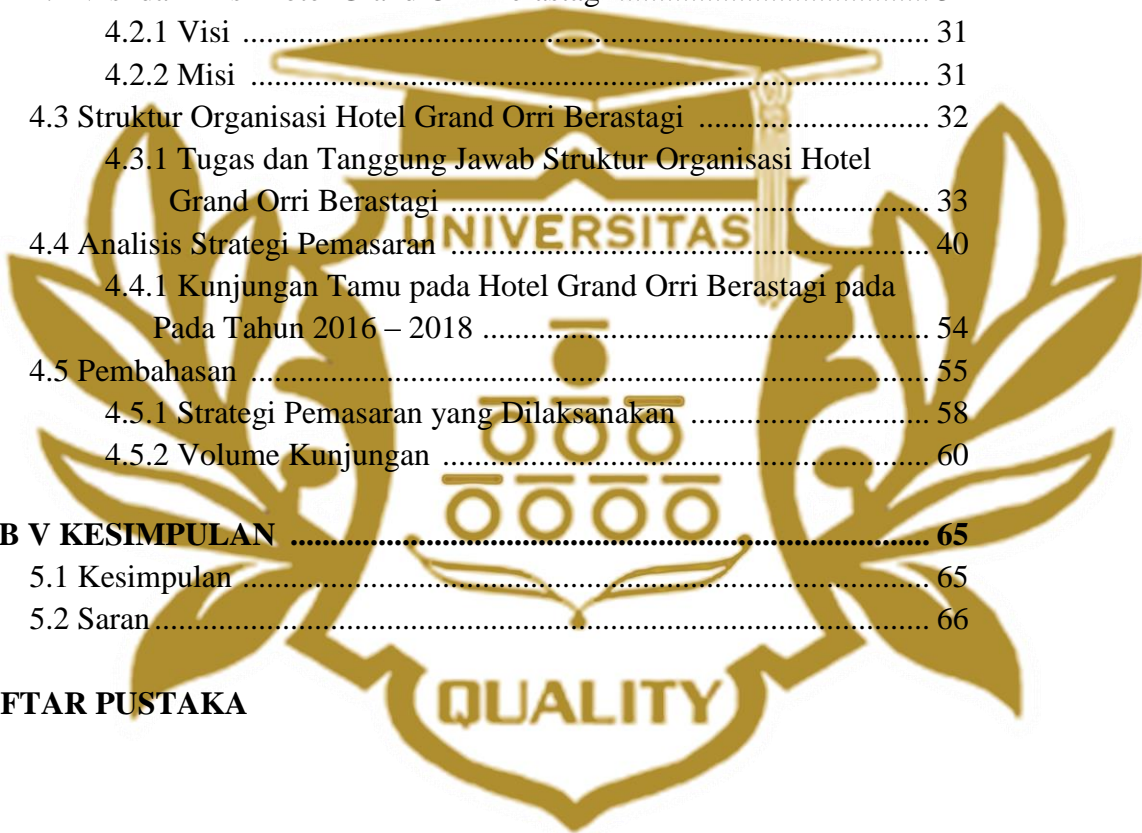 4.2.1 Visi ........................................................................................ 31
4.2.2 Misi ....................................................................................... 31
4.3 Struktur Organisasi Hotel Grand Orri Berastagi .............................. 32
4.3.1 Tugas dan Tanggung Jawab Struktur Organisasi Hotel
Grand Orri Berastagi ............................................................. 33
UNIVERSITAS
4.4 Analisis Strategi Pemasaran ............................................................. 40
4.4.1 Kunjungan Tamu pada Hotel Grand Orri Berastagi pada
Pada Tahun 2016 – 2018 ......................................................... 54
4.5 Pembahasan ....................................................................................... 55
4.5.1 Strategi Pemasaran yang Dilaksanakan ............................... 58
4.5.2 Volume Kunjungan ............................................................... 60
B V KESIMPULAN .................................................................................. 65
5.1 Kesimpulan ........................................................................................ 65
5.2 Saran ................................................................................................... 66
FTAR PUSTAKA
QUALITY